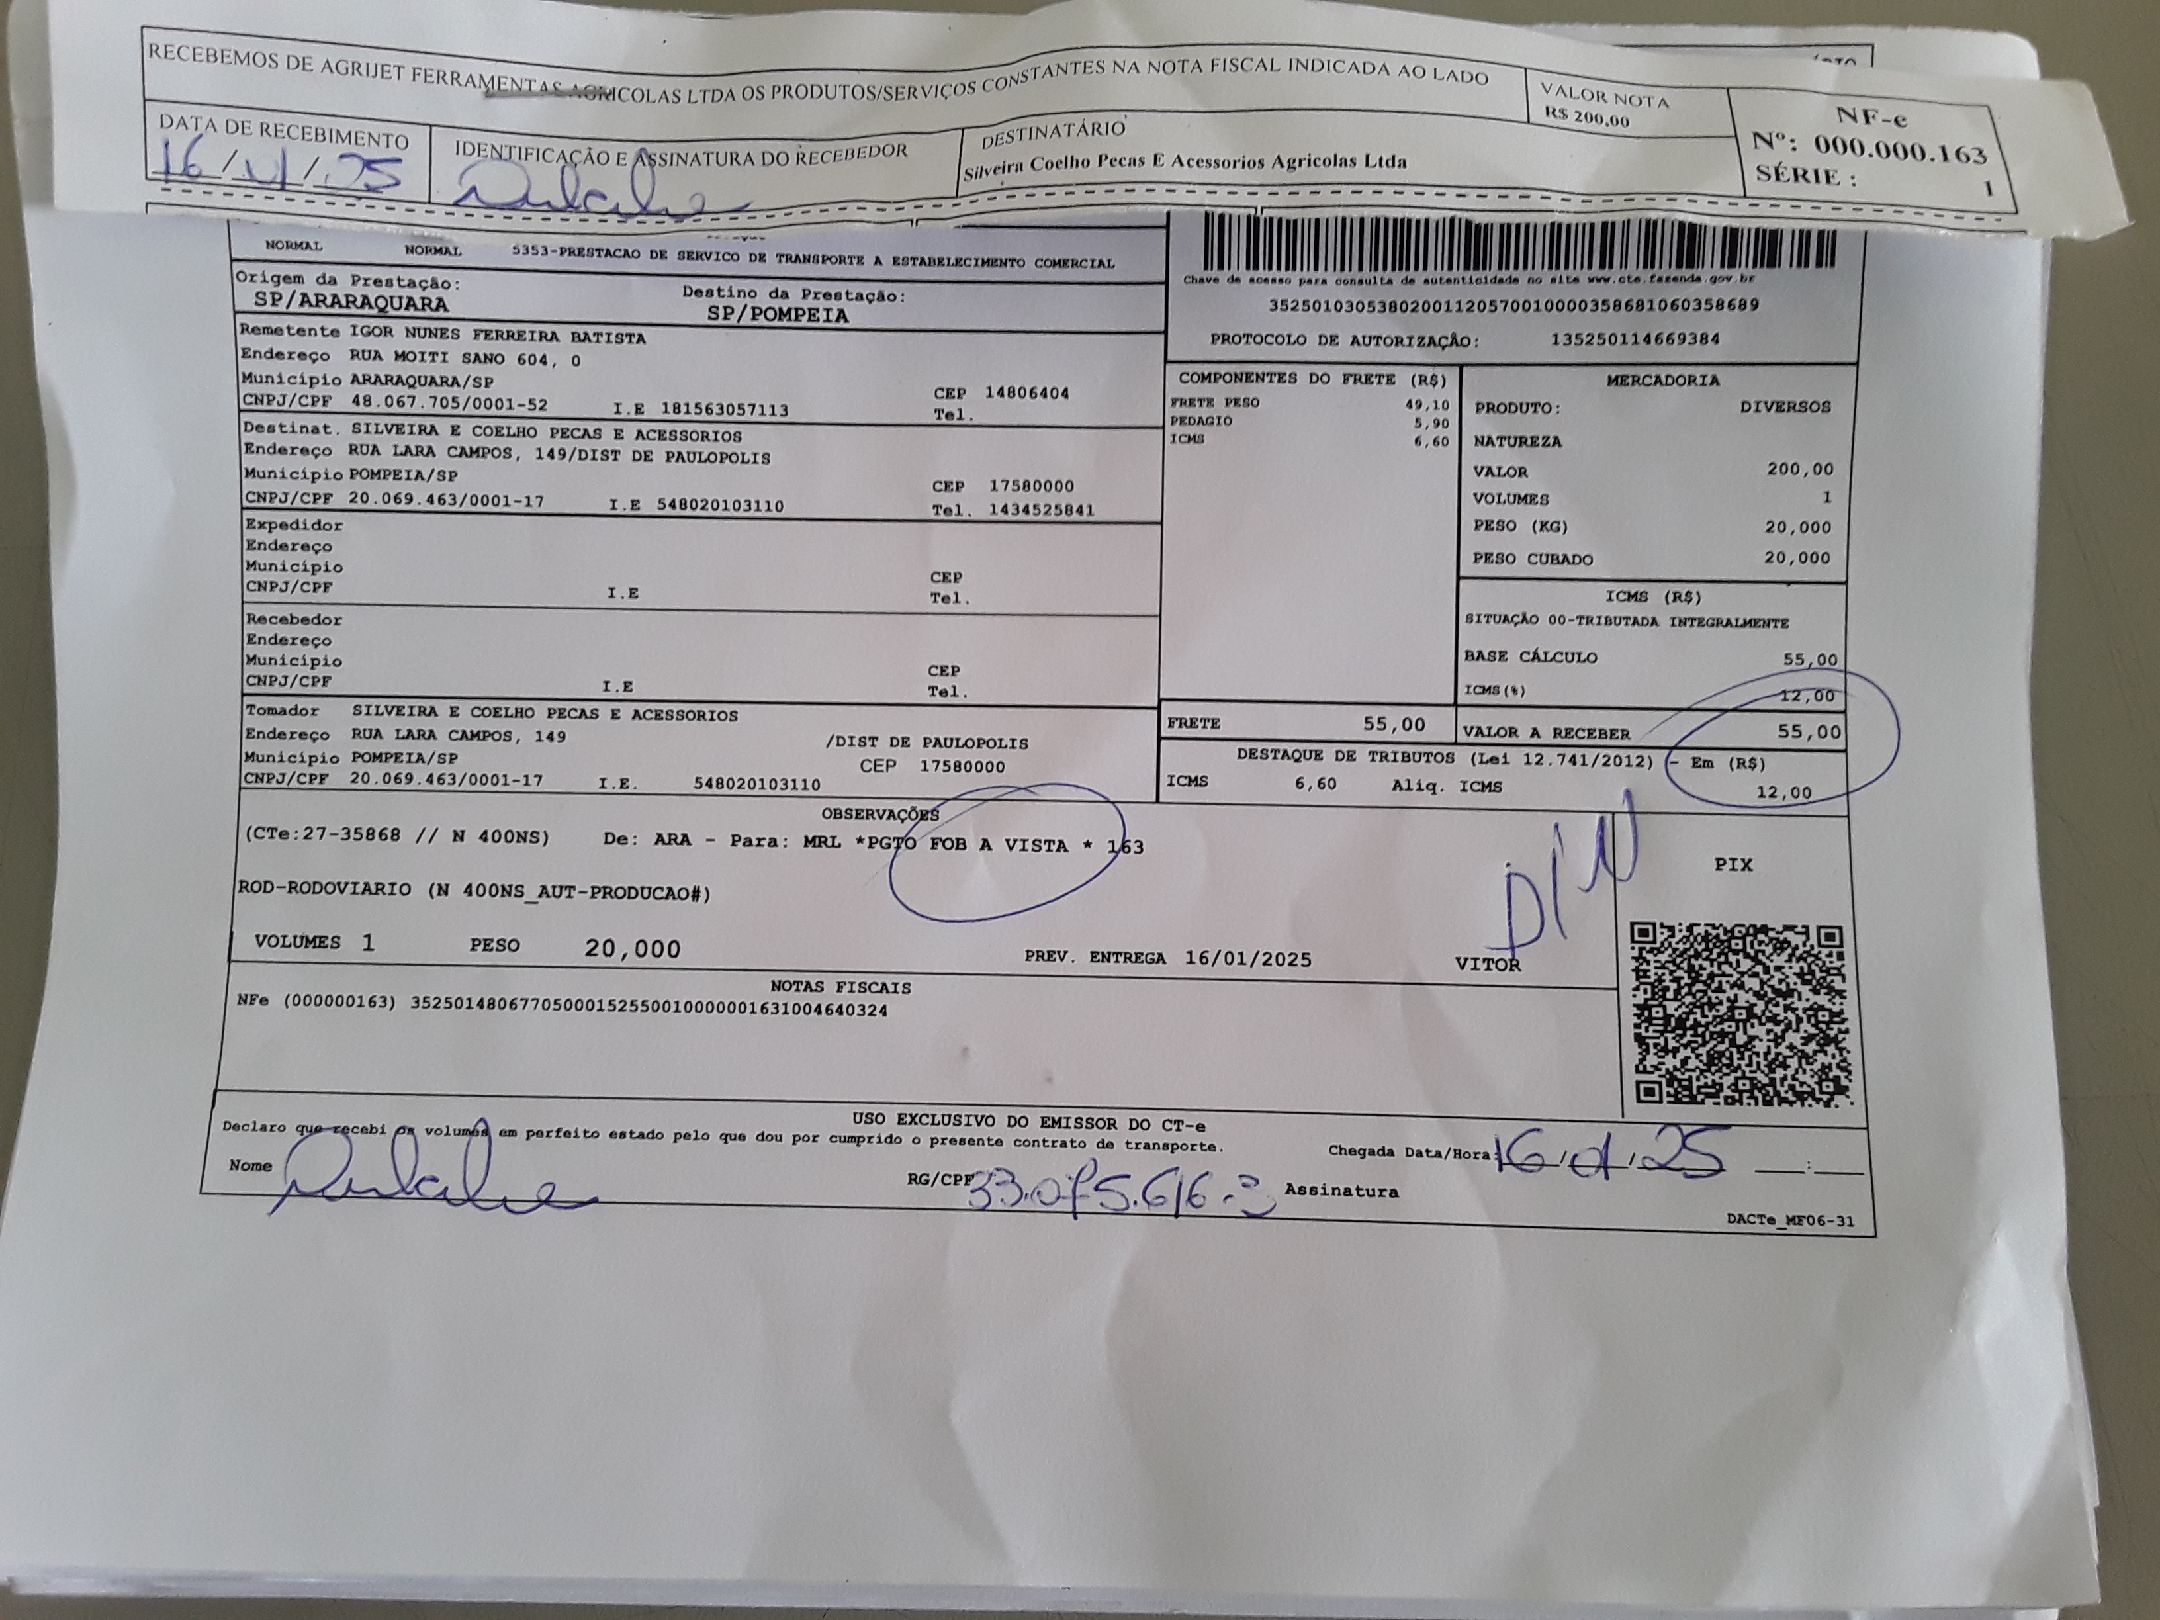 RECEBEMOS DE AGRIJET FERRAMENTAS AGRICOLAS LTDA OS PRODUTOS/SERVIÇOS CONSTANTES NA NOTA FISCAL INDICADA AO LADO
VALOR NOTA
R$ 200,00
NF-e
Nº: 000.000.163
SÉRIE : 1
DATA DE RECEBIMENTO
16/01/25
IDENTIFICAÇÃO E ASSINATURA DO RECEBEDOR
DESTINATÁRIO
Silveira Coelho Pecas E Acessorios Agricolas Ltda
NORMAL NORMAL 5353-PRESTACAO DE SERVICO DE TRANSPORTE A ESTABELECIMENTO COMERCIAL
Chave de acesso para consulta de autenticidade no site www.cte.fazenda.gov.br
35250103053802001120570010000358681060358689
PROTOCOLO DE AUTORIZAÇÃO: 135250114669384
Origem da Prestação:
SP/ARARAQUARA
Destino da Prestação:
SP/POMPEIA
Remetente IGOR NUNES FERREIRA BATISTA
Endereço RUA MOITI SANO 604, 0
Município ARARAQUARA/SP CEP 14806404
CNPJ/CPF 48.067.705/0001-52 I.E 181563057113 Tel.
Destinat. SILVEIRA E COELHO PECAS E ACESSORIOS
Endereço RUA LARA CAMPOS, 149/DIST DE PAULOPOLIS
Município POMPEIA/SP CEP 17580000
CNPJ/CPF 20.069.463/0001-17 I.E 548020103110 Tel. 1434525841
Expedidor
Endereço
Município CEP
CNPJ/CPF I.E Tel.
Recebedor
Endereço
Município CEP
CNPJ/CPF I.E Tel.
Tomador SILVEIRA E COELHO PECAS E ACESSORIOS
Endereço RUA LARA CAMPOS, 149 /DIST DE PAULOPOLIS
Município POMPEIA/SP CEP 17580000
CNPJ/CPF 20.069.463/0001-17 I.E. 548020103110
COMPONENTES DO FRETE (R$)
FRETE PESO 49,10
PEDAGIO 5,90
ICMS 6,60
MERCADORIA
PRODUTO: DIVERSOS
NATUREZA
VALOR 200,00
VOLUMES 1
PESO (KG) 20,000
PESO CUBADO 20,000
ICMS (R$)
SITUAÇÃO 00-TRIBUTADA INTEGRALMENTE
BASE CÁLCULO 55,00
ICMS(%) 12,00
FRETE 55,00
VALOR A RECEBER 55,00
DESTAQUE DE TRIBUTOS (Lei 12.741/2012) - Em (R$)
ICMS 6,60 Aliq. ICMS 12,00
OBSERVAÇÕES
(CTe:27-35868 // N 400NS) De: ARA - Para: MRL *PGTO FOB A VISTA * 163
ROD-RODOVIARIO (N 400NS_AUT-PRODUCAO#)
VOLUMES 1 PESO 20,000 PREV. ENTREGA 16/01/2025 VITOR
DIN
PIX
NOTAS FISCAIS
NFe (000000163) 35250148067705000152550010000001631004640324
USO EXCLUSIVO DO EMISSOR DO CT-e
Declaro que recebi os volumes em perfeito estado pelo que dou por cumprido o presente contrato de transporte.
Chegada Data/Hora: 16/01/25 ___:___
Nome
RG/CPF 33.075.616-3 Assinatura
DACTe_MF06-31